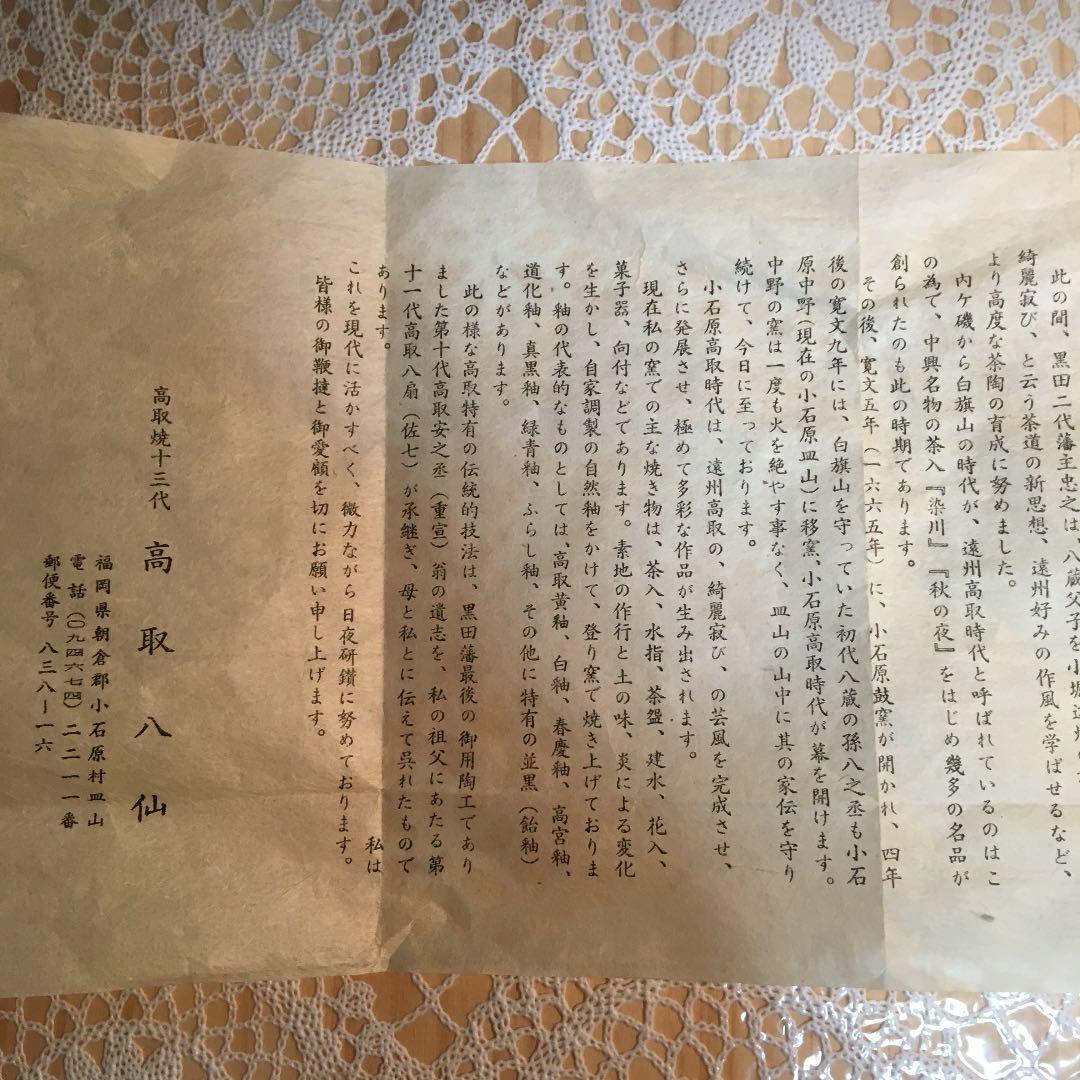 此の間、黒田二代藩主忠之は、八蔵父子を小堀遠州
綺麗寂び、と云う茶道の新思想、遠州好みの作風を学ばせるなど、
より高度な茶陶の育成に努めました。
内ヶ磯から白旗山の時代が、遠州高取時代と呼ばれているのはこ
の為で、中興名物の茶入『染川』『秋の夜』をはじめ幾多の名品が
創られたのも此の時期であります。
その後、寛文五年(一六六五年)に、小石原鼓窯が開かれ、四年
後の寛文九年には、白旗山を守っていた初代八蔵の孫八之丞も小石
原中野(現在の小石原皿山)に移窯、小石原高取時代が幕を開けます。
中野の窯は一度も火を絶やす事なく、皿山の山中に其の家伝を守り
続けて、今日に至っております。
小石原高取時代は、遠州高取の、綺麗寂び、の芸風を完成させ、
さらに発展させ、極めて多彩な作品が生み出されます。
現在私の窯での主な焼き物は、茶入、水指、茶盌、建水、花入、
菓子器、向付などであります。素地の作行と土の味、炎による変化
を生かし、自家調製の自然釉をかけて、登り窯で焼き上げておりま
す。釉の代表的なものとしては、高取黄釉、白釉、春慶釉、高宮釉、
道化釉、真黒釉、緑青釉、ふらし釉、その他に特有の並黒(飴釉)
などがあります。
此の様な高取特有の伝統的技法は、黒田藩最後の御用陶工であり
ました第十代高取安之丞(重宣)翁の遺志を、私の祖父にあたる第
十一代高取八扇(佐七)が承継ぎ、母と私とに伝えて呉れたもので
あります。 私は
これを現代に活かすべく、微力ながら日夜研鑽に努めております。
皆様の御鞭撻と御愛顧を切にお願い申し上げます。
高取焼十三代 高取八仙
福岡県朝倉郡小石原村皿山
電話(〇九四六七四)二二一一番
郵便番号 八三八ー一六